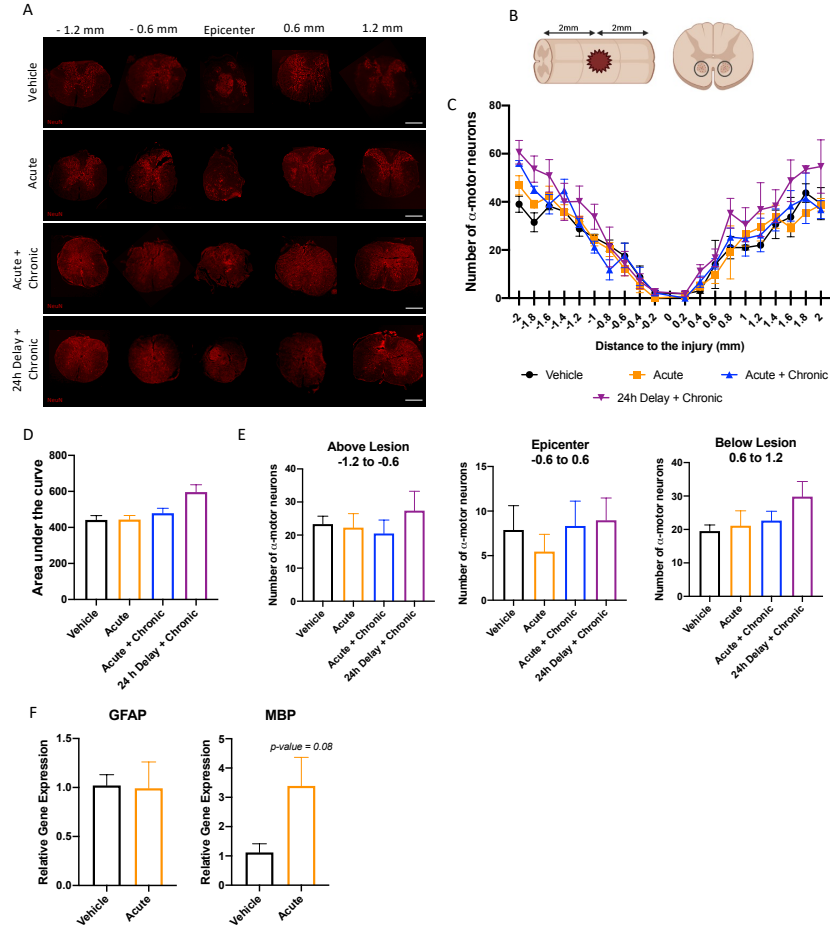 A
- 1.2 mm
- 0.6 mm
Epicenter
0.6 mm
1.2 mm
Vehicle
NeuN
Acute
NeuN
Acute +
Chronic
NeuN
24h Delay +
Chronic
NeuN
B
2mm
2mm
C
Number of α-motor neurons
80
60
40
20
0
-2
-1.8
-1.6
-1.4
-1.2
-1
-0.8
-0.6
-0.4
-0.2
0
0.2
0.4
0.6
0.8
1
1.2
1.4
1.6
1.8
2
Distance to the injury (mm)
Vehicle
Acute
Acute + Chronic
24h Delay + Chronic
D
Area under the curve
800
600
400
200
0
Vehicle
Acute
Acute + Chronic
24 h Delay + Chronic
E
Above Lesion
-1.2 to -0.6
Number of α-motor neurons
40
30
20
10
0
Vehicle
Acute
Acute + Chronic
24h Delay + Chronic
Epicenter
-0.6 to 0.6
Number of α-motor neurons
15
10
5
0
Vehicle
Acute
Acute + Chronic
24h Delay + Chronic
Below Lesion
0.6 to 1.2
Number of α-motor neurons
40
30
20
10
0
Vehicle
Acute
Acute + Chronic
24h Delay + Chronic
F
GFAP
Relative Gene Expression
1.5
1.0
0.5
0.0
Vehicle
Acute
MBP
p-value = 0.08
Relative Gene Expression
5
4
3
2
1
0
Vehicle
Acute